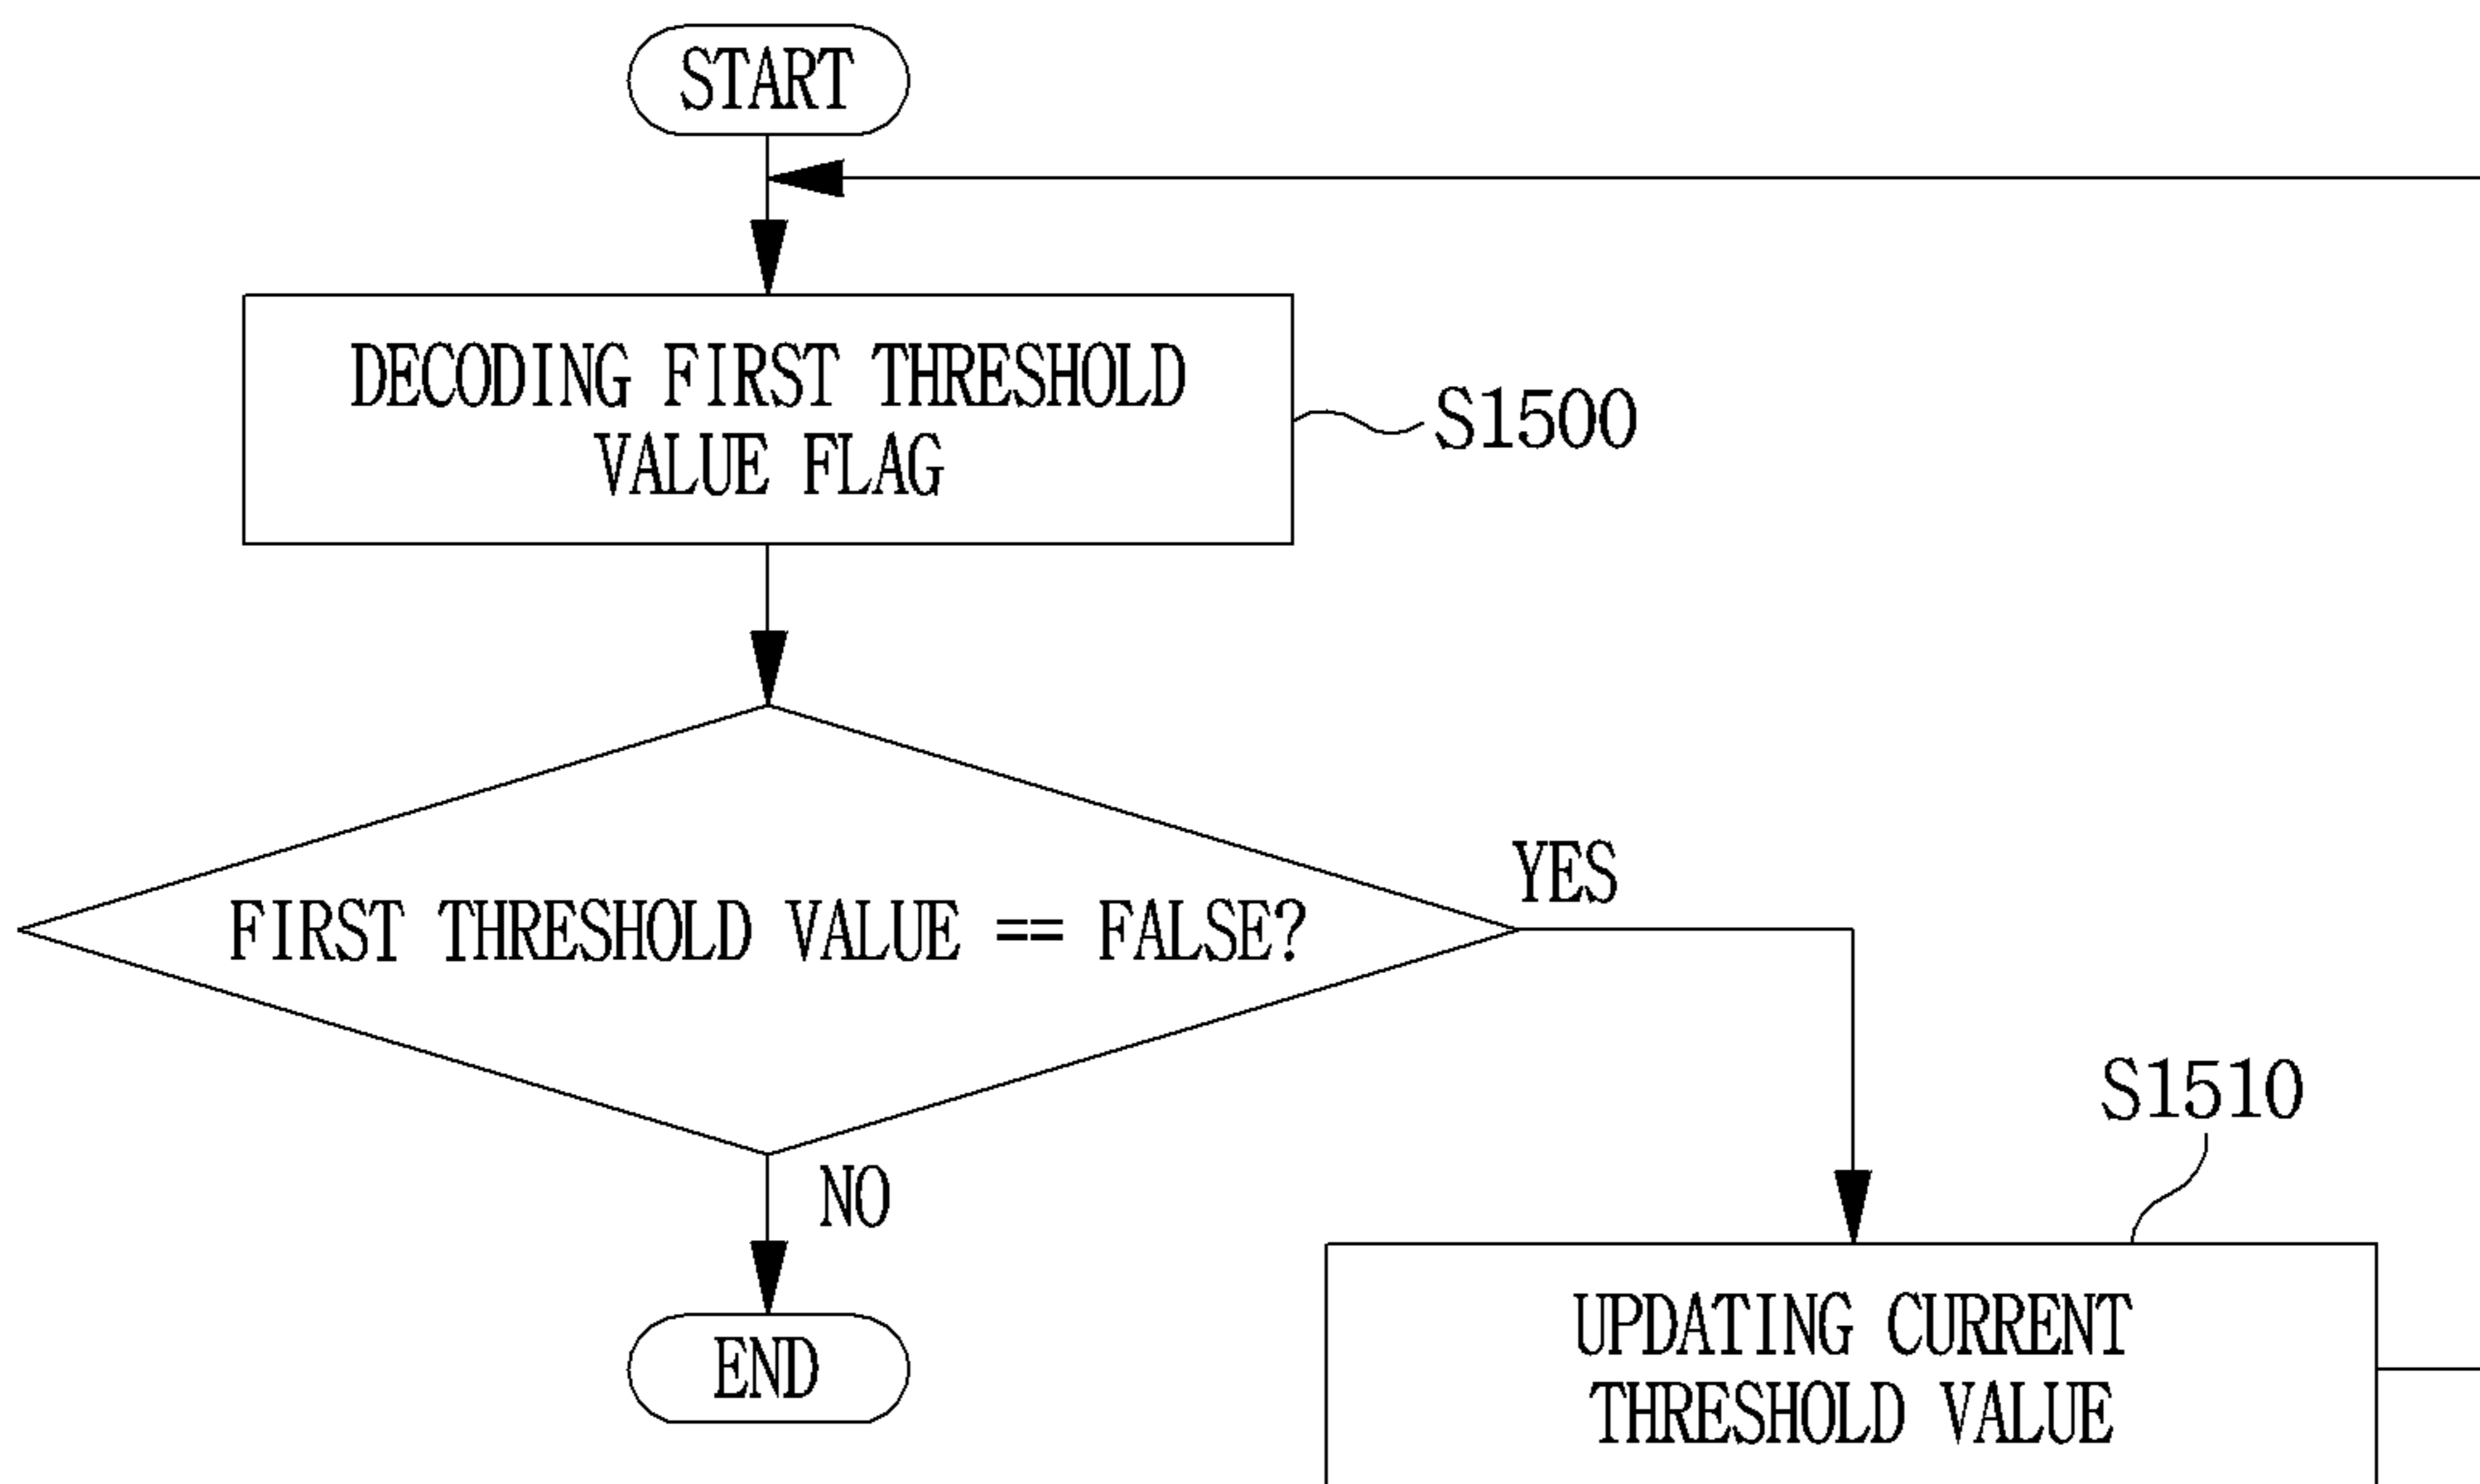 START
DECODING FIRST THRESHOLD
VALUE FLAG
S1500
FIRST THRESHOLD VALUE == FALSE?
YES
NO
S1510
UPDATING CURRENT
THRESHOLD VALUE
END